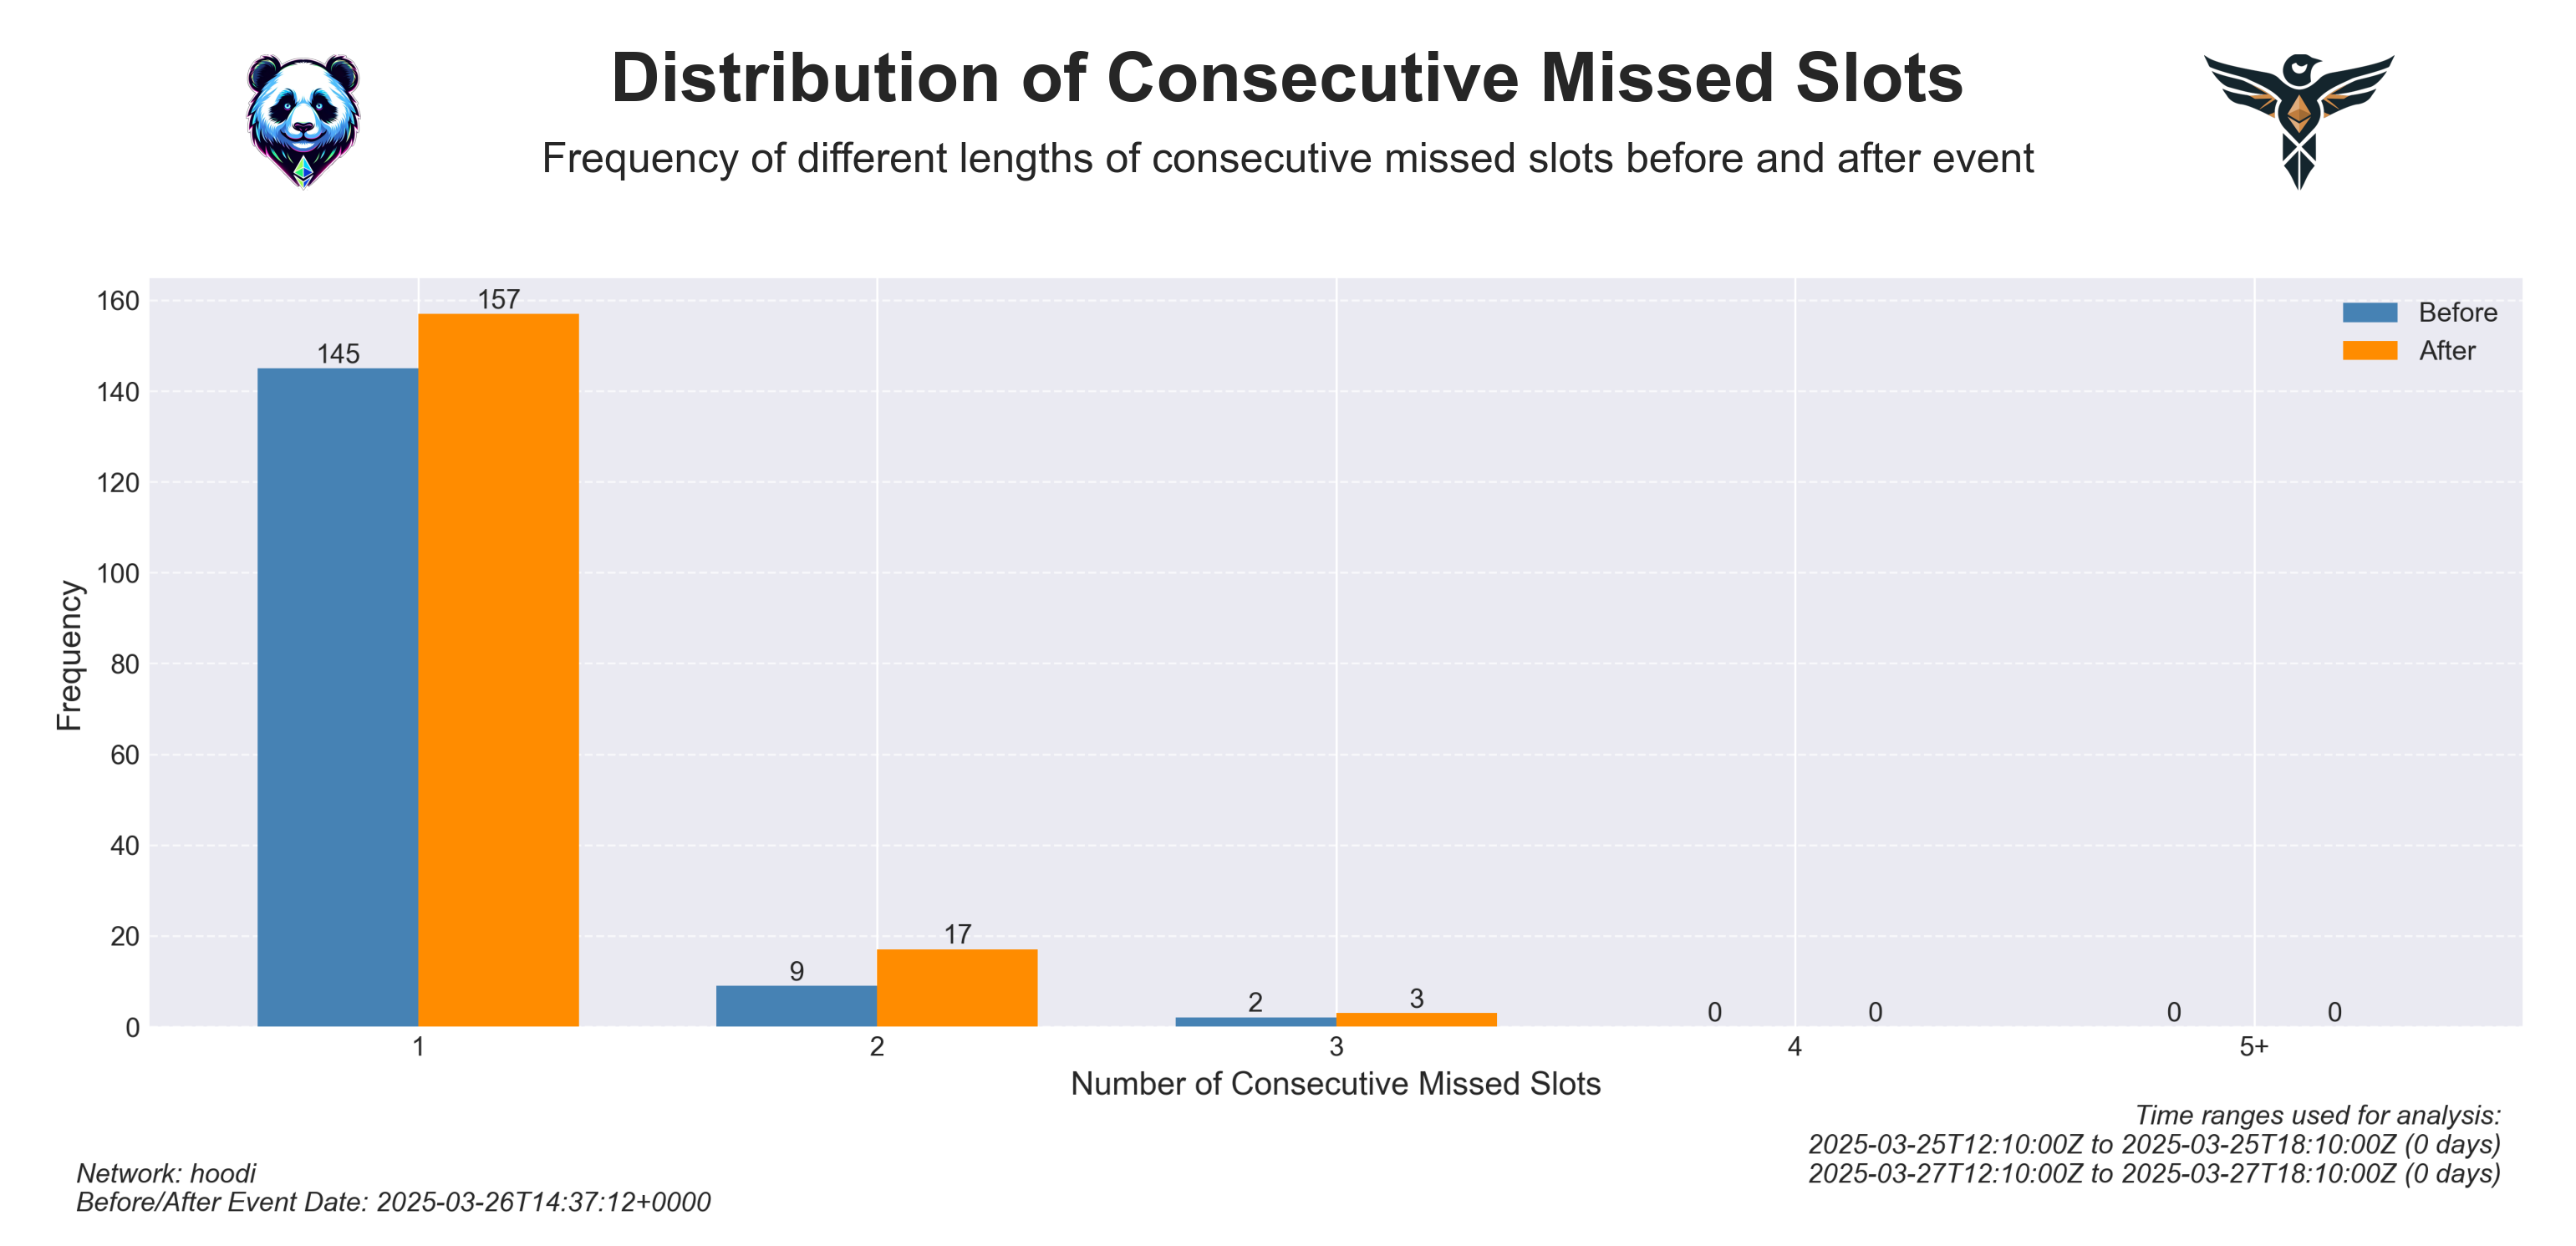 Distribution of Consecutive Missed Slots
Frequency of different lengths of consecutive missed slots before and after event
160
140
120
100
80
60
40
20
0
Frequency
145
157
9
17
2
3
0
0
0
0
Before
After
1
2
3
4
5+
Number of Consecutive Missed Slots
Time ranges used for analysis:
2025-03-25T12:10:00Z to 2025-03-25T18:10:00Z (0 days)
2025-03-27T12:10:00Z to 2025-03-27T18:10:00Z (0 days)
Network: hoodi
Before/After Event Date: 2025-03-26T14:37:12+0000